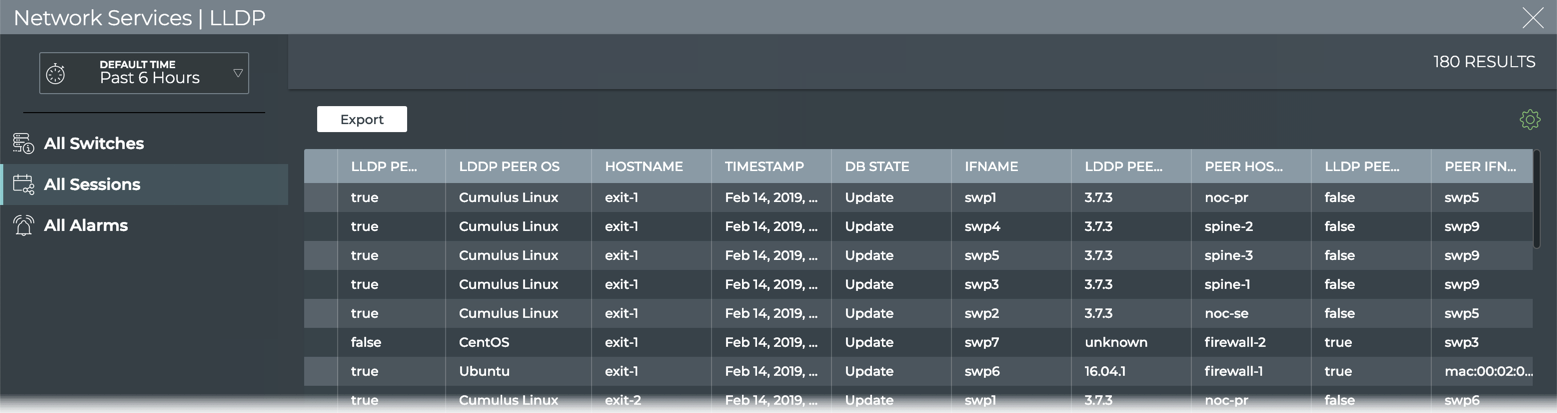 Network Services | LLDP
DEFAULT TIME
Past 6 Hours
180 RESULTS
All Switches
All Sessions
All Alarms
Export
LLDP PE... LDDP PEER OS HOSTNAME TIMESTAMP DB STATE IFNAME LDDP PEE... PEER HOS... LLDP PEE... PEER IFN...
true Cumulus Linux exit-1 Feb 14, 2019, ... Update swp1 3.7.3 noc-pr false swp5
true Cumulus Linux exit-1 Feb 14, 2019, ... Update swp4 3.7.3 spine-2 false swp9
true Cumulus Linux exit-1 Feb 14, 2019, ... Update swp5 3.7.3 spine-3 false swp9
true Cumulus Linux exit-1 Feb 14, 2019, ... Update swp3 3.7.3 spine-1 false swp9
true Cumulus Linux exit-1 Feb 14, 2019, ... Update swp2 3.7.3 noc-se false swp5
false CentOS exit-1 Feb 14, 2019, ... Update swp7 unknown firewall-2 true swp3
true Ubuntu exit-1 Feb 14, 2019, ... Update swp6 16.04.1 firewall-1 true mac:00:02:0...
true Cumulus Linux exit-2 Feb 14, 2019, ... Update swp1 3.7.3 noc-pr false swp6